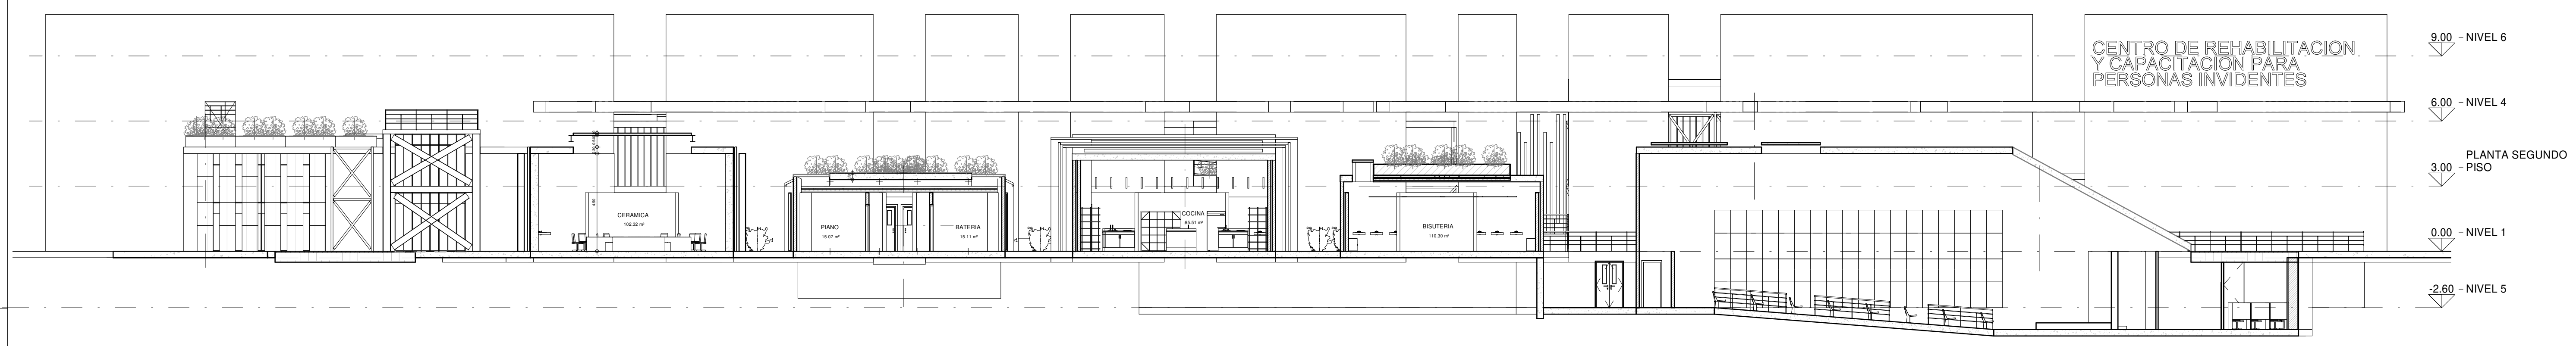 CENTRO DE REHABILITACION
Y CAPACITACION PARA
PERSONAS INVIDENTES
9.00
NIVEL 6
6.00
NIVEL 4
PLANTA SEGUNDO
3.00
PISO
0.00
NIVEL 1
-2.60
NIVEL 5
CERAMICA
102.32 m²
PIANO
15.07 m²
BATERIA
15.11 m²
COCINA
BISUTERIA
110.30 m²